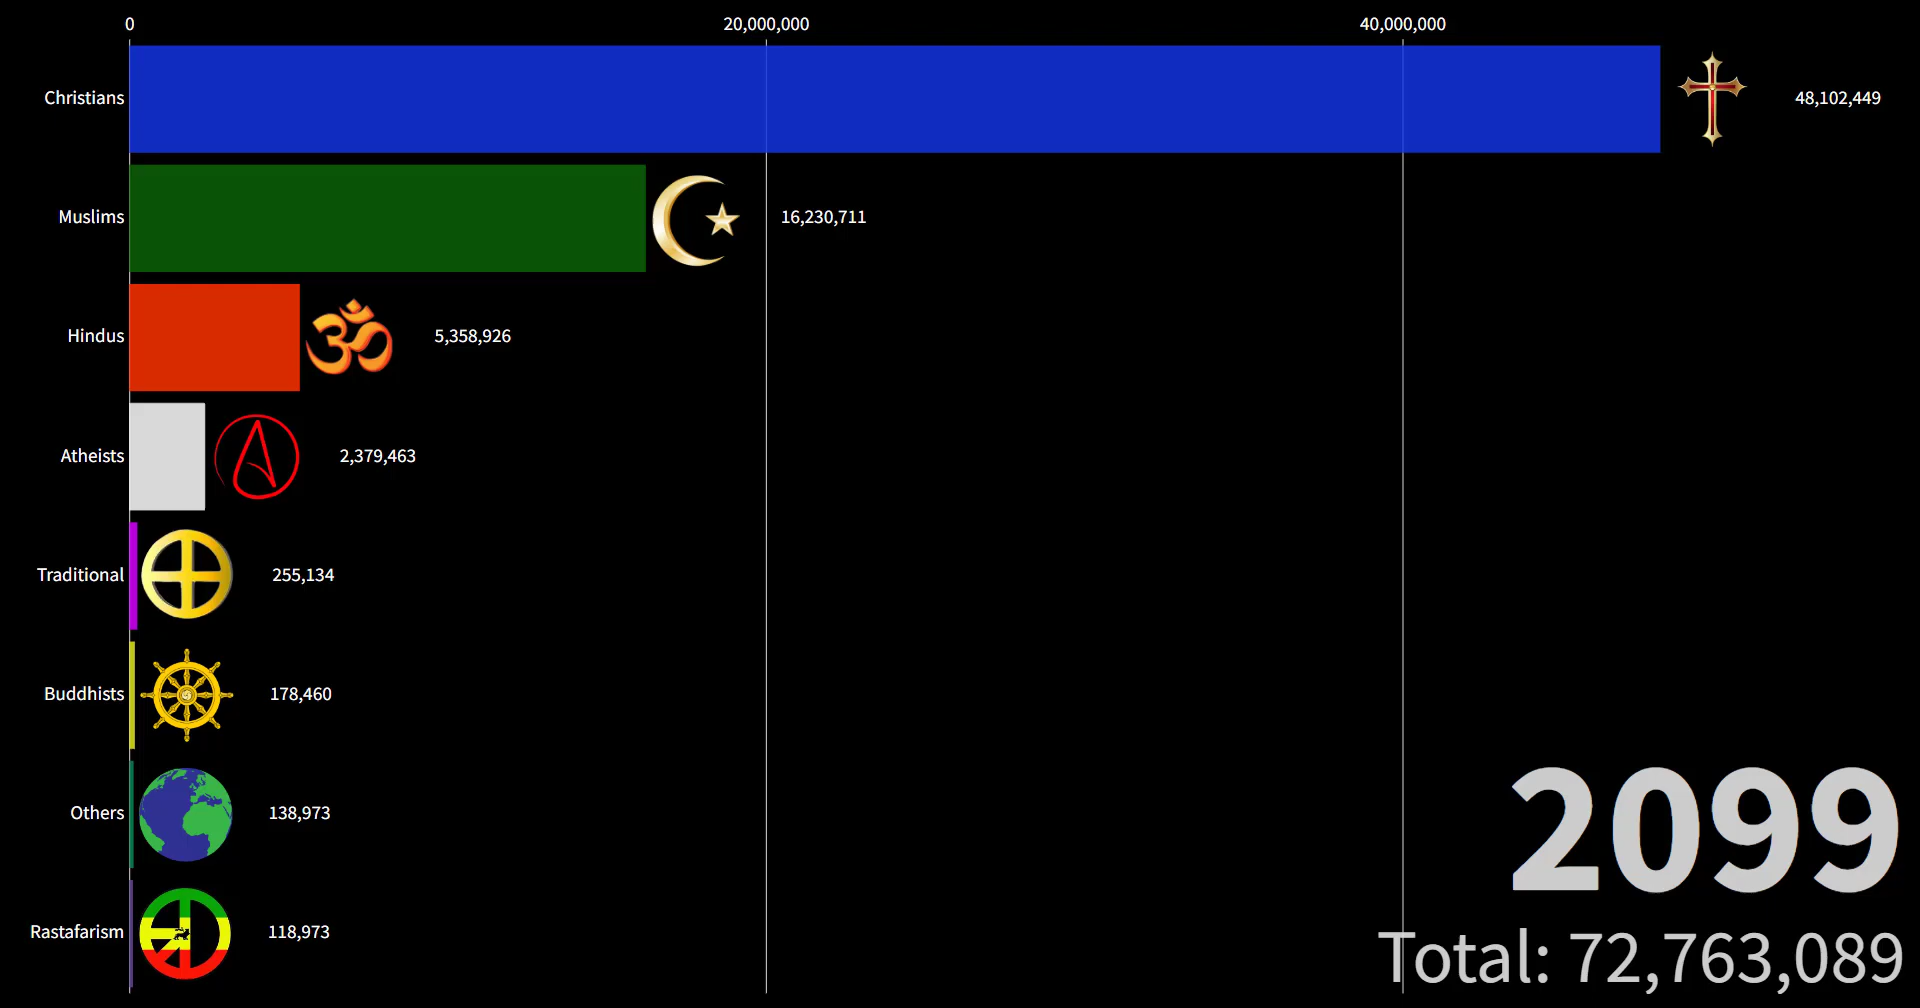 0 20,000,000 40,000,000
Christians 48,102,449
Muslims 16,230,711
Hindus 5,358,926
Atheists 2,379,463
Traditional 255,134
Buddhists 178,460
Others 138,973
Rastafarism 118,973
2099
Total: 72,763,089